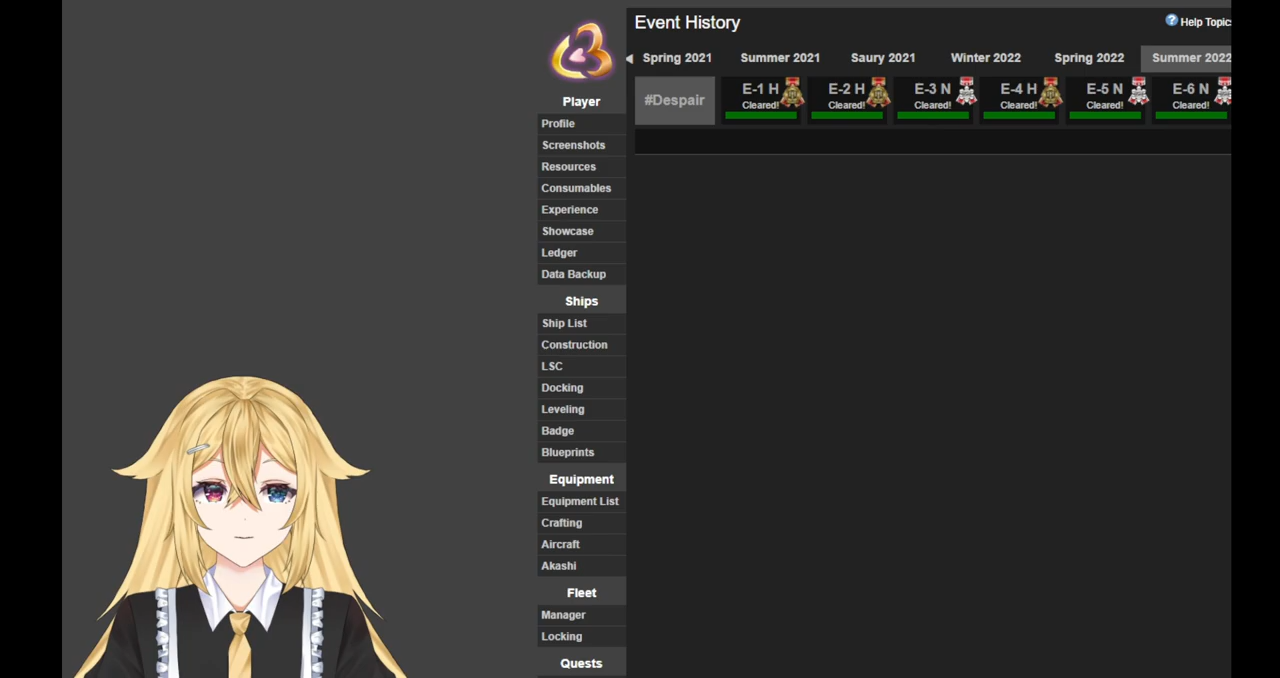 Player
Profile
Screenshots
Resources
Consumables
Experience
Showcase
Ledger
Data Backup
Ships
Ship List
Construction
LSC
Docking
Leveling
Badge
Blueprints
Equipment
Equipment List
Crafting
Aircraft
Akashi
Fleet
Manager
Locking
Quests
Event History
Help Topic
Spring 2021 Summer 2021 Saury 2021 Winter 2022 Spring 2022 Summer 2022
#Despair
E-1 H
Cleared!
E-2 H
Cleared!
E-3 N
Cleared!
E-4 H
Cleared!
E-5 N
Cleared!
E-6 N
Cleared!